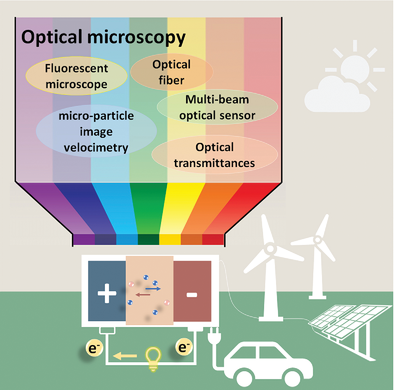 Optical microscopy
Fluorescent
microscope
Optical
fiber
Multi-beam
optical sensor
micro-particle
image
velocimetry
Optical
transmittances
+
-
e-
e-